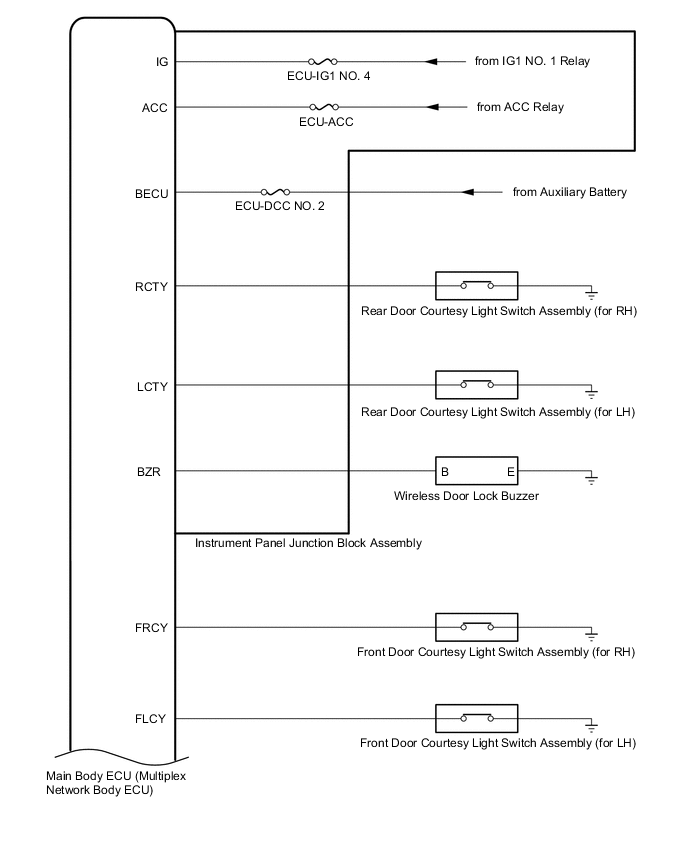 IG
from IG1 NO. 1 Relay
ECU-IG1 NO. 4
ACC
from ACC Relay
ECU-ACC
BECU
from Auxiliary Battery
ECU-DCC NO. 2
RCTY
Rear Door Courtesy Light Switch Assembly (for RH)
LCTY
Rear Door Courtesy Light Switch Assembly (for LH)
BZR
B E
Wireless Door Lock Buzzer
Instrument Panel Junction Block Assembly
FRCY
Front Door Courtesy Light Switch Assembly (for RH)
FLCY
Front Door Courtesy Light Switch Assembly (for LH)
Main Body ECU (Multiplex
Network Body ECU)